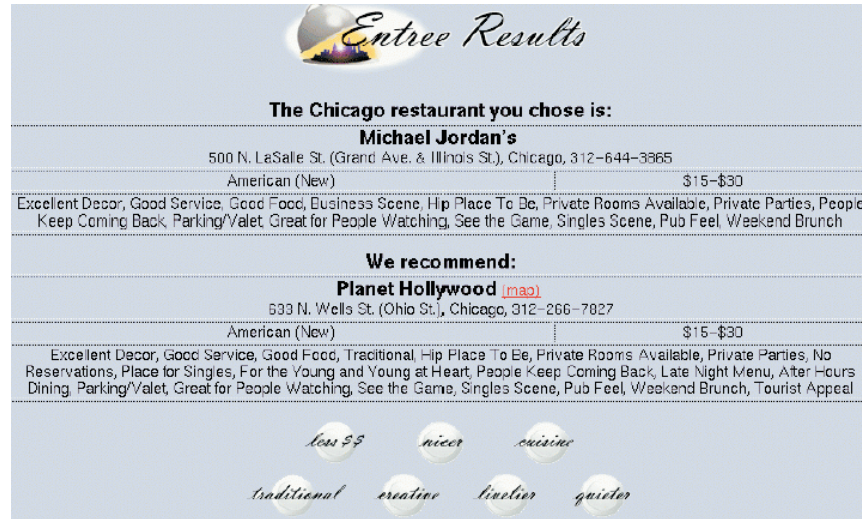 Entree Results
The Chicago restaurant you chose is:
Michael Jordan's
500 N. LaSalle St. (Grand Ave. & Illinois St.), Chicago, 312-644-3865
American (New) $15-$30
Excellent Decor, Good Service, Good Food, Business Scene, Hip Place To Be, Private Rooms Available, Private Parties, People
Keep Coming Back, Parking/Valet, Great for People Watching, See the Game, Singles Scene, Pub Feel, Weekend Brunch
We recommend:
Planet Hollywood (map)
633 N. Wells St. (Ohio St.), Chicago, 312-266-7827
American (New) $15-$30
Excellent Decor, Good Service, Good Food, Traditional, Hip Place To Be, Private Rooms Available, Private Parties, No
Reservations, Place for Singles, For the Young and Young at Heart, People Keep Coming Back, Late Night Menu, After Hours
Dining, Parking/Valet, Great for People Watching, See the Game, Singles Scene, Pub Feel, Weekend Brunch, Tourist Appeal
less $$ nicer cuisine
traditional creative livelier quieter